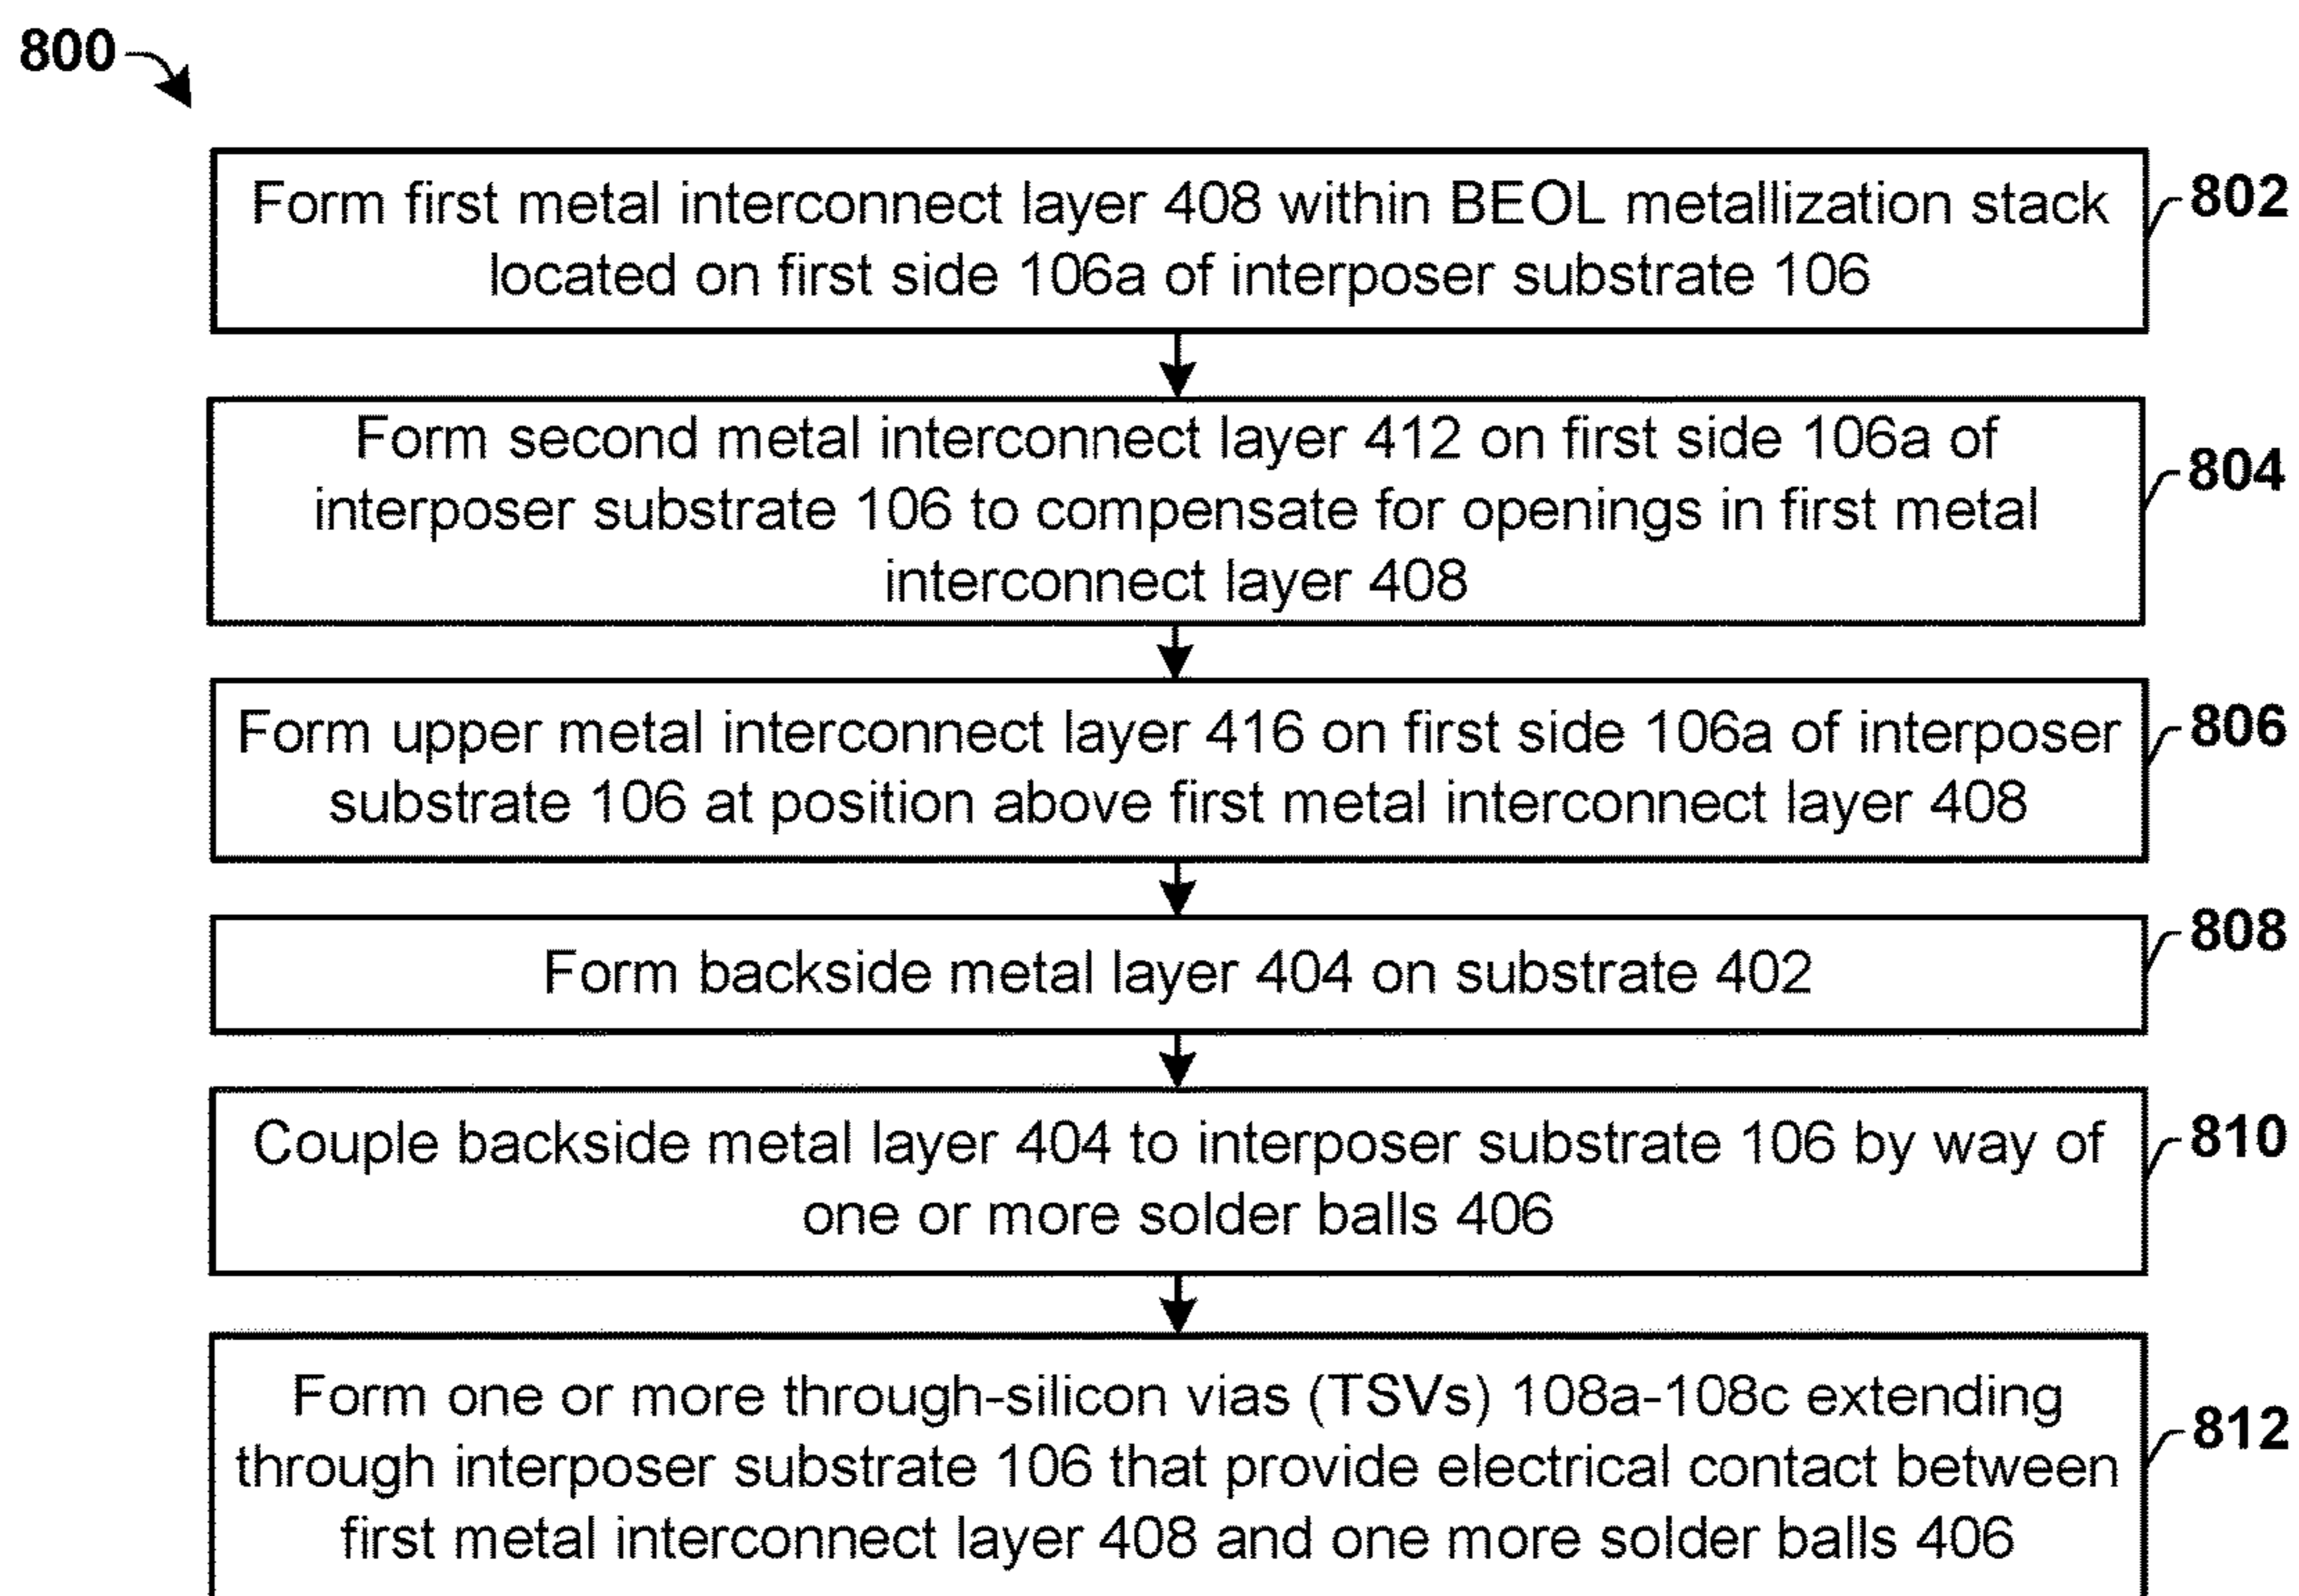 800
Form first metal interconnect layer 408 within BEOL metallization stack
located on first side 106a of interposer substrate 106
802
Form second metal interconnect layer 412 on first side 106a of
interposer substrate 106 to compensate for openings in first metal
interconnect layer 408
804
Form upper metal interconnect layer 416 on first side 106a of interposer
substrate 106 at position above first metal interconnect layer 408
806
Form backside metal layer 404 on substrate 402
808
Couple backside metal layer 404 to interposer substrate 106 by way of
one or more solder balls 406
810
Form one or more through-silicon vias (TSVs) 108a-108c extending
through interposer substrate 106 that provide electrical contact between
first metal interconnect layer 408 and one more solder balls 406
812